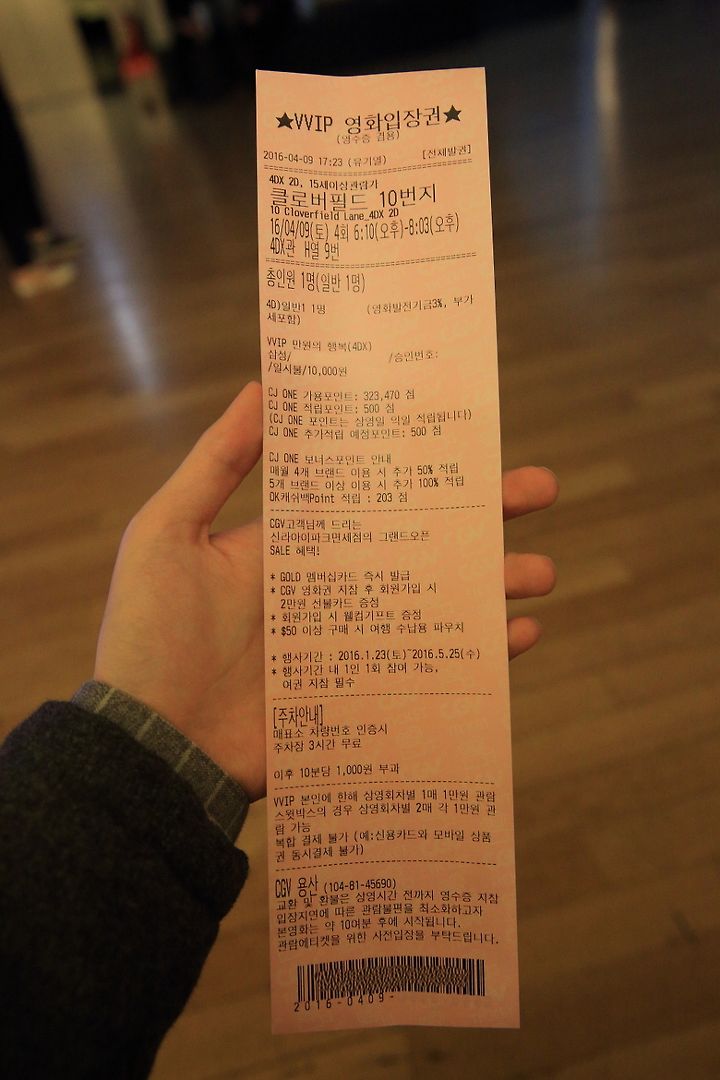 ★VVIP 영화입장권★
(영수증 겸용)
2016-04-09 17:23 (유기열) [전체발권]
4DX 2D, 15세이상관람가
클로버필드 10번지
10 Cloverfield Lane_4DX 2D
16/04/09(토) 4회 6:10(오후)-8:03(오후)
4DX관 H열 9번
총인원 1명(일반 1명)
4D)일반1 1명 (영화발전기금3%, 부가
세포함)
VVIP 만원의 행복(4DX)
삼성/ /승인번호:
/일시불/10,000원
CJ ONE 가용포인트: 323,470 점
CJ ONE 적립포인트: 500 점
(CJ ONE 포인트는 상영일 익일 적립됩니다)
CJ ONE 추가적립 예정포인트: 500 점
CJ ONE 보너스포인트 안내
매월 4개 브랜드 이용 시 추가 50% 적립
5개 브랜드 이상 이용 시 추가 100% 적립
OK캐쉬백Point 적립 : 203 점
CGV고객님께 드리는
신라아이파크면세점의 그랜드오픈
SALE 혜택!
* GOLD 멤버십카드 즉시 발급
* CGV 영화권 지참 후 회원가입 시
2만원 선불카드 증정
* 회원가입 시 웰컴기프트 증정
* $50 이상 구매 시 여행 수납용 파우치
* 행사기간 : 2016.1.23(토)~2016.5.25(수)
* 행사기간 내 1인 1회 참여 가능,
여권 지참 필수
[주차안내]
매표소 차량번호 인증시
주차장 3시간 무료
이후 10분당 1,000원 부과
VVIP 본인에 한해 상영회차별 1매 1만원 관람
스윗박스의 경우 상영회차별 2매 각 1만원 관
람 가능
복합 결제 불가 (예:신용카드와 모바일 상품
권 동시결제 불가)
CGV 용산 (104-81-45690)
교환 및 환불은 상영시간 전까지 영수증 지참
입장지연에 따른 관람불편을 최소화하고자
본영화는 약 10여분 후에 시작됩니다.
관람에티켓을 위한 사전입장을 부탁드립니다.
2016-0409-